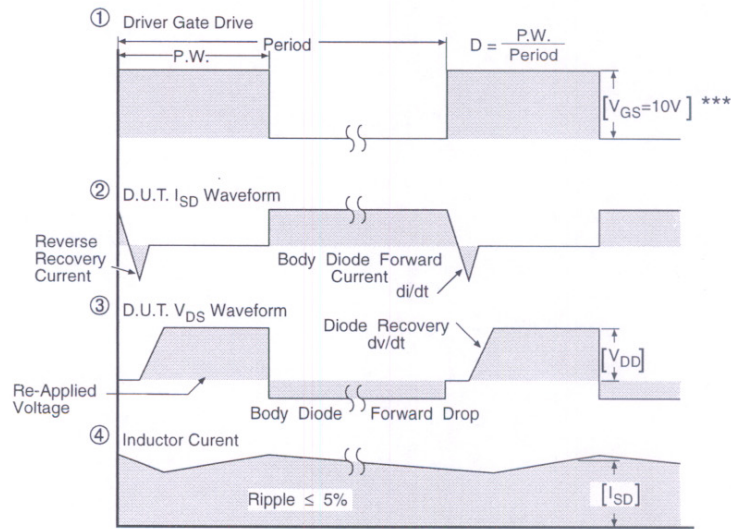 ① Driver Gate Drive
Period
P.W.
D = P.W. / Period
[VGS=10V] ***
② D.U.T. ISD Waveform
Reverse
Recovery
Current
Body Diode Forward
Current
di/dt
③ D.U.T. VDS Waveform
Diode Recovery
dv/dt
[VDD]
Re-Applied
Voltage
Body Diode Forward Drop
④ Inductor Curent
Ripple ≤ 5%
[ISD]